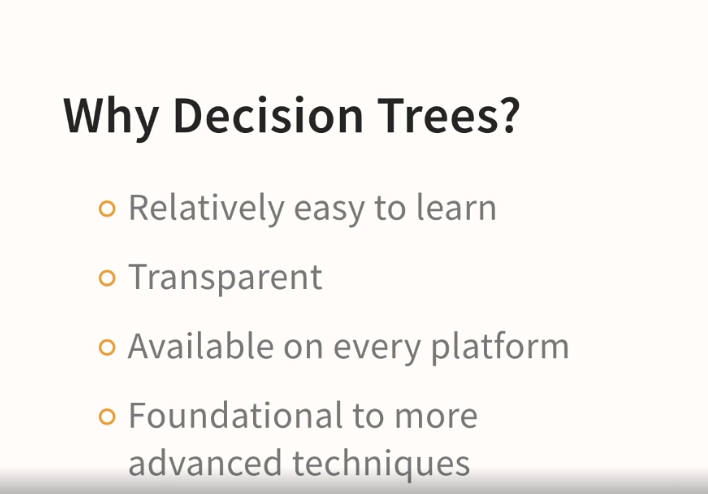 Why Decision Trees?
Relatively easy to learn
Transparent
Available on every platform
Foundational to more
advanced techniques